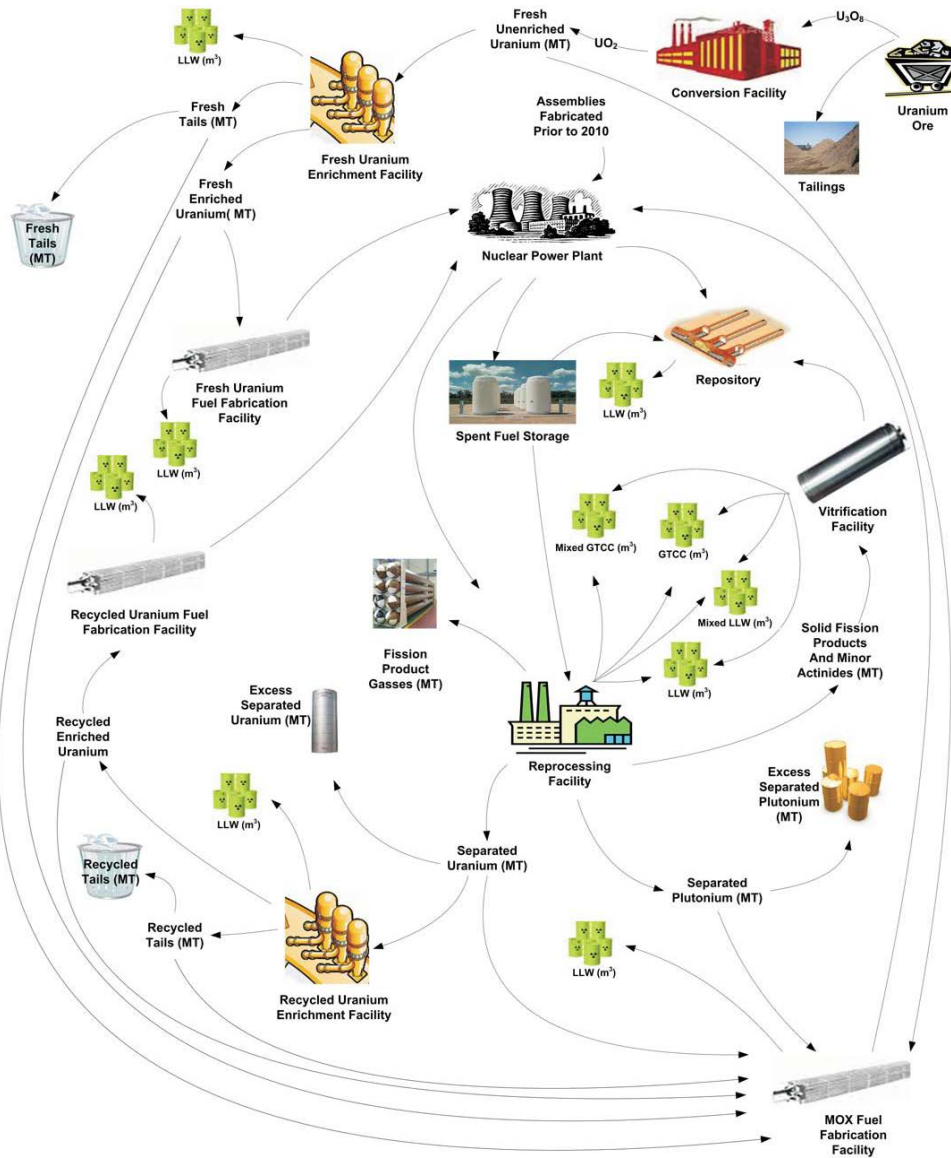 Fresh
Unenriched
Uranium (MT)
UO₂
U₃O₈
LLW (m³)
Conversion Facility
Uranium
Ore
Fresh
Tails (MT)
Assemblies
Fabricated
Prior to 2010
Fresh Uranium
Enrichment Facility
Tailings
Fresh
Enriched
Uranium( MT)
Fresh
Tails
(MT)
Nuclear Power Plant
Fresh Uranium
Fuel Fabrication
Facility
Repository
LLW (m³)
Spent Fuel Storage
LLW (m³)
LLW (m³)
Vitrification
Facility
Mixed GTCC (m³)
GTCC
(m³)
Recycled Uranium Fuel
Fabrication Facility
Mixed LLW (m³)
Solid Fission
Products
And Minor
Actinides (MT)
Fission
Product
Gasses (MT)
LLW (m³)
Excess
Separated
Uranium (MT)
Recycled
Enriched
Uranium
Reprocessing
Facility
Excess
Separated
Plutonium
(MT)
LLW (m³)
Separated
Uranium (MT)
Recycled
Tails (MT)
Separated
Plutonium (MT)
Recycled
Tails (MT)
LLW (m³)
Recycled Uranium
Enrichment Facility
MOX Fuel
Fabrication
Facility